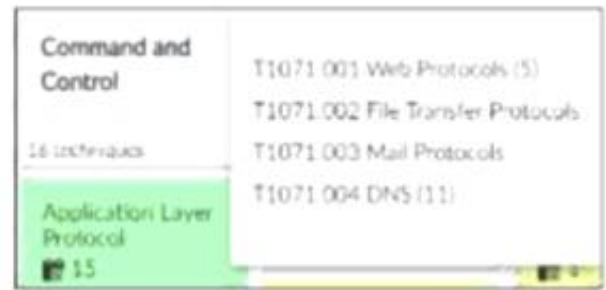 Command and
Control
16 techniques
Application Layer
Protocol
15
T1071.001 Web Protocols (5)
T1071.002 File Transfer Protocols
T1071.003 Mail Protocols
T1071.004 DNS (11)